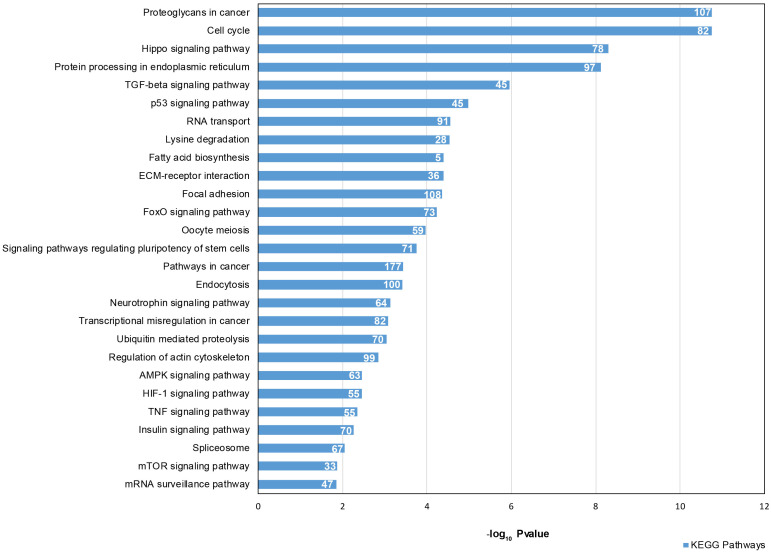 Proteoglycans in cancer 107
Cell cycle 82
Hippo signaling pathway 78
Protein processing in endoplasmic reticulum 97
TGF-beta signaling pathway 45
p53 signaling pathway 45
RNA transport 91
Lysine degradation 28
Fatty acid biosynthesis 5
ECM-receptor interaction 36
Focal adhesion 108
FoxO signaling pathway 73
Oocyte meiosis 59
Signaling pathways regulating pluripotency of stem cells 71
Pathways in cancer 177
Endocytosis 100
Neurotrophin signaling pathway 64
Transcriptional misregulation in cancer 82
Ubiquitin mediated proteolysis 70
Regulation of actin cytoskeleton 99
AMPK signaling pathway 63
HIF-1 signaling pathway 55
TNF signaling pathway 55
Insulin signaling pathway 70
Spliceosome 67
mTOR signaling pathway 33
mRNA surveillance pathway 47
0 2 4 6 8 10 12
-log₁₀ Pvalue
KEGG Pathways